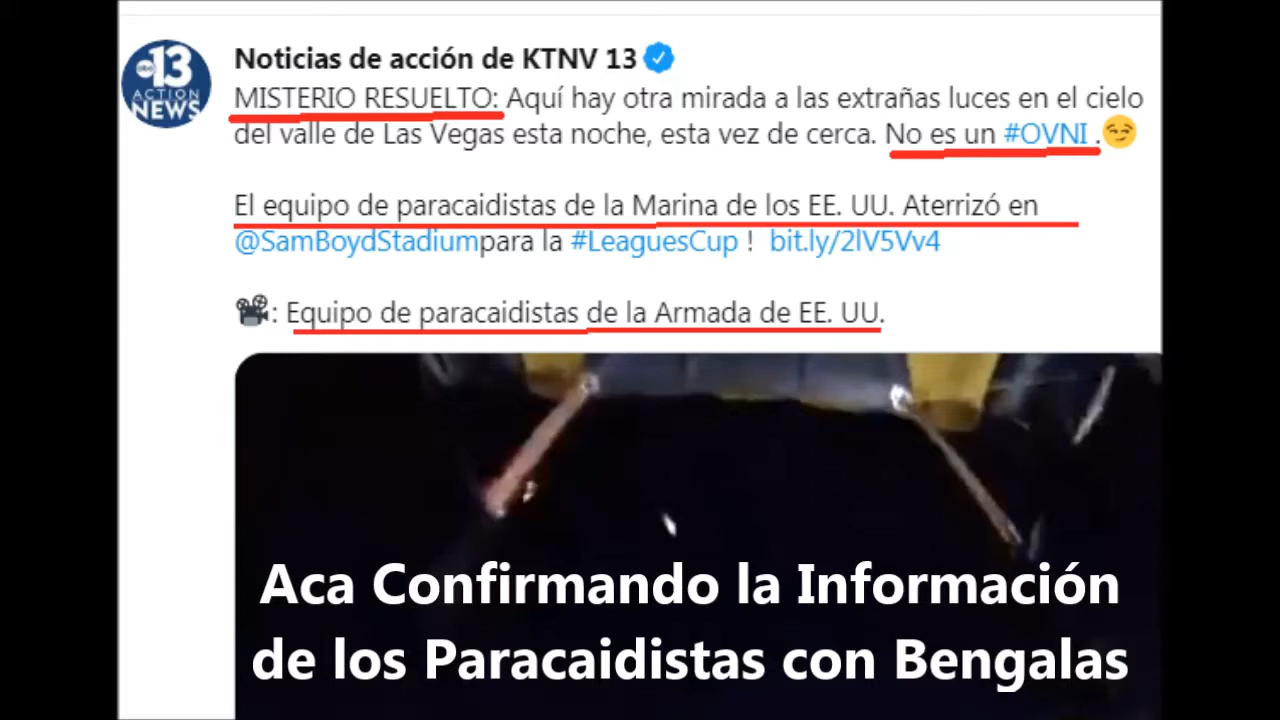 abc 13
ACTION
NEWS
Noticias de acción de KTNV 13
MISTERIO RESUELTO: Aquí hay otra mirada a las extrañas luces en el cielo
del valle de Las Vegas esta noche, esta vez de cerca. No es un #OVNI .😏
El equipo de paracaidistas de la Marina de los EE. UU. Aterrizó en
@SamBoydStadiumpara la #LeaguesCup ! bit.ly/2lV5Vv4
🎥: Equipo de paracaidistas de la Armada de EE. UU.
Aca Confirmando la Información
de los Paracaidistas con Bengalas